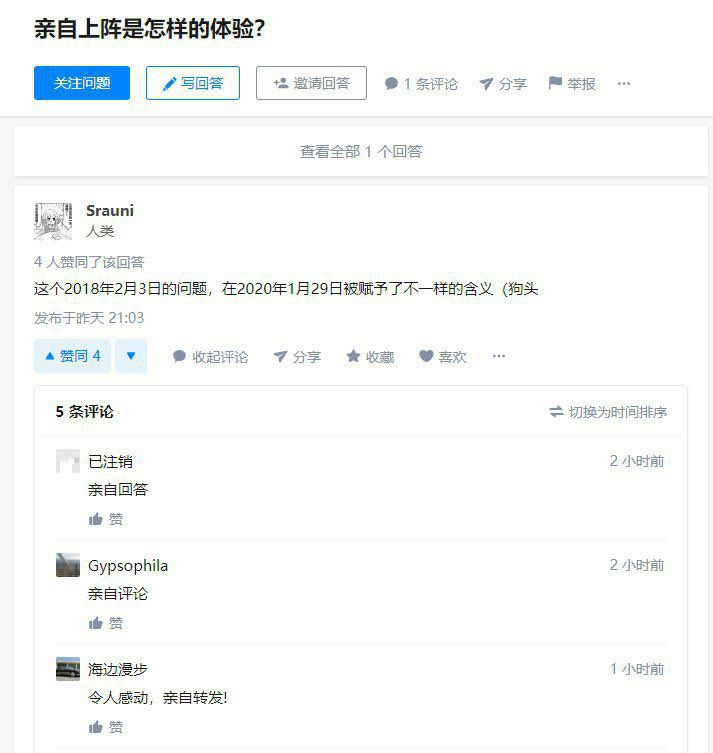 亲自上阵是怎样的体验？
关注问题 写回答 邀请回答 1 条评论 分享 举报 ···
查看全部 1 个回答
Srauni
人类
4 人赞同了该回答
这个2018年2月3日的问题，在2020年1月29日被赋予了不一样的含义（狗头
发布于昨天 21:03
赞同 4 收起评论 分享 收藏 喜欢 ···
5 条评论 切换为时间排序
已注销 2 小时前
亲自回答
赞
Gypsophila 2 小时前
亲自评论
赞
海边漫步 1 小时前
令人感动，亲自转发!
赞